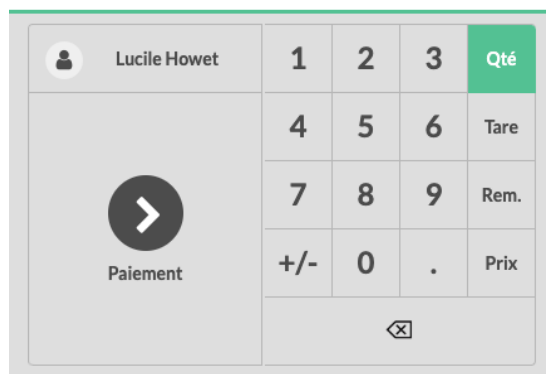 Lucile Howet 1 2 3 Qté
4 5 6 Tare
7 8 9 Rem.
Paiement +/- 0 . Prix